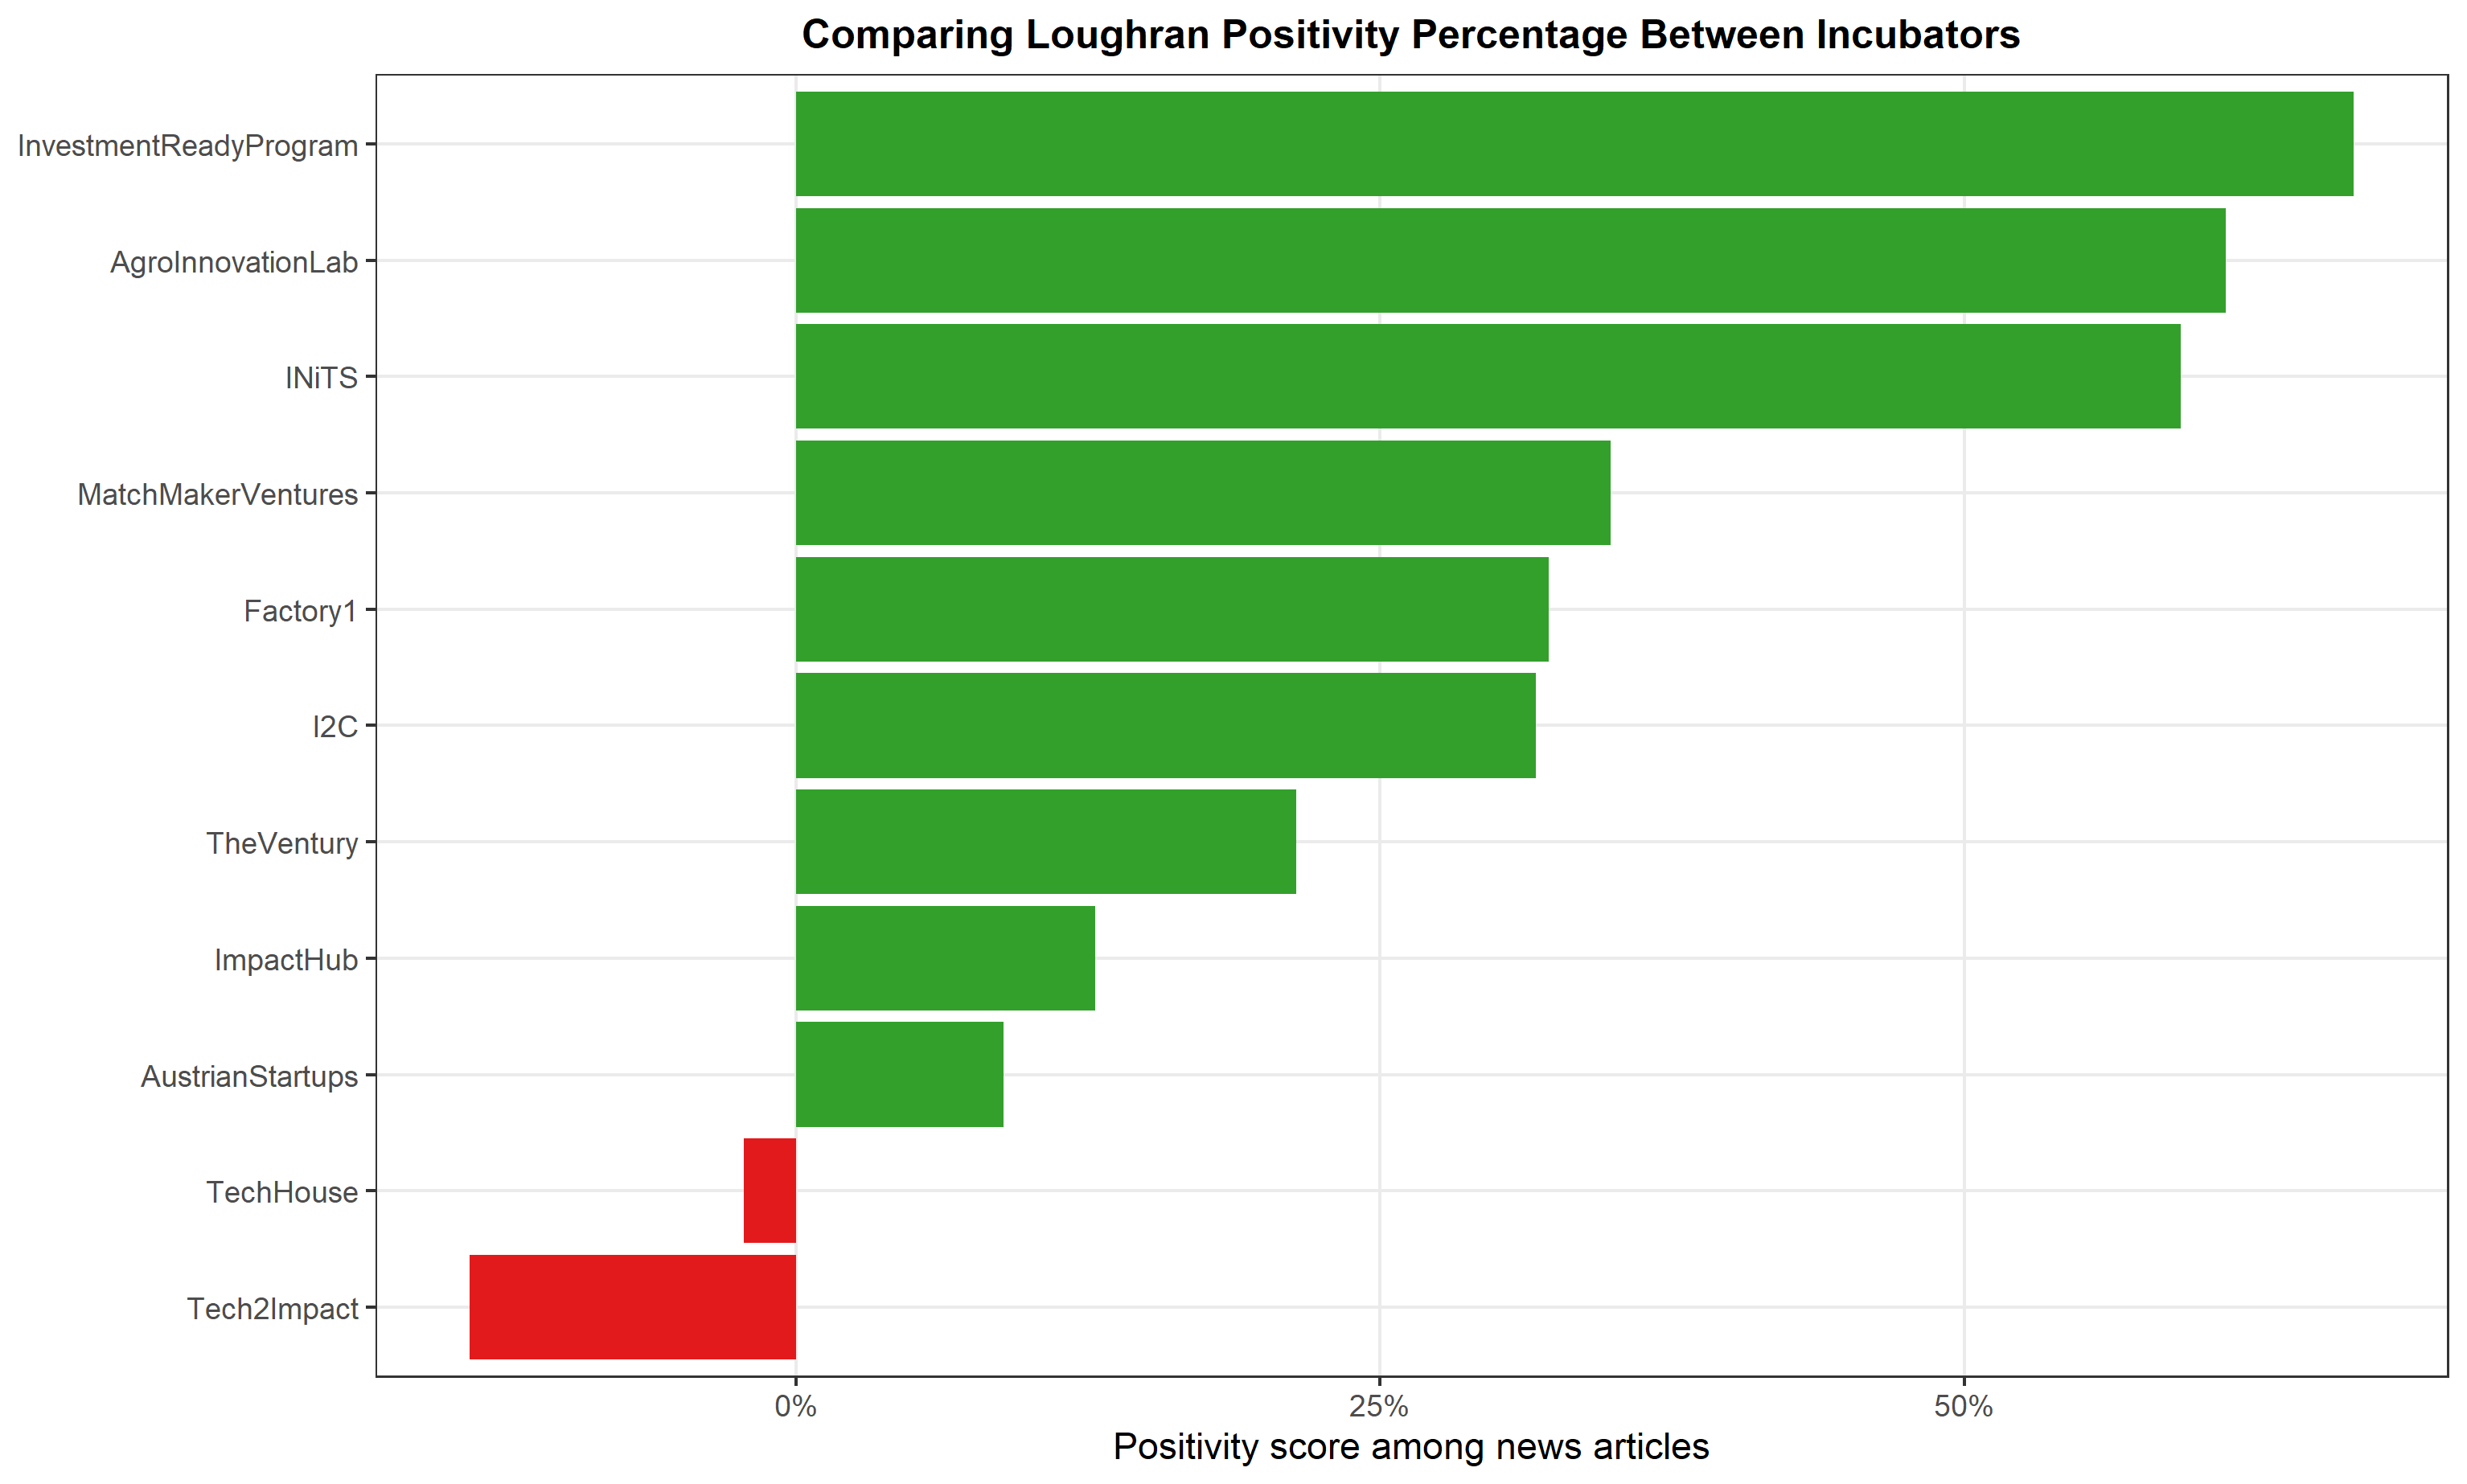 Comparing Loughran Positivity Percentage Between Incubators
InvestmentReadyProgram
AgroInnovationLab
INiTS
MatchMakerVentures
Factory1
I2C
TheVentury
ImpactHub
AustrianStartups
TechHouse
Tech2Impact
0% 25% 50%
Positivity score among news articles